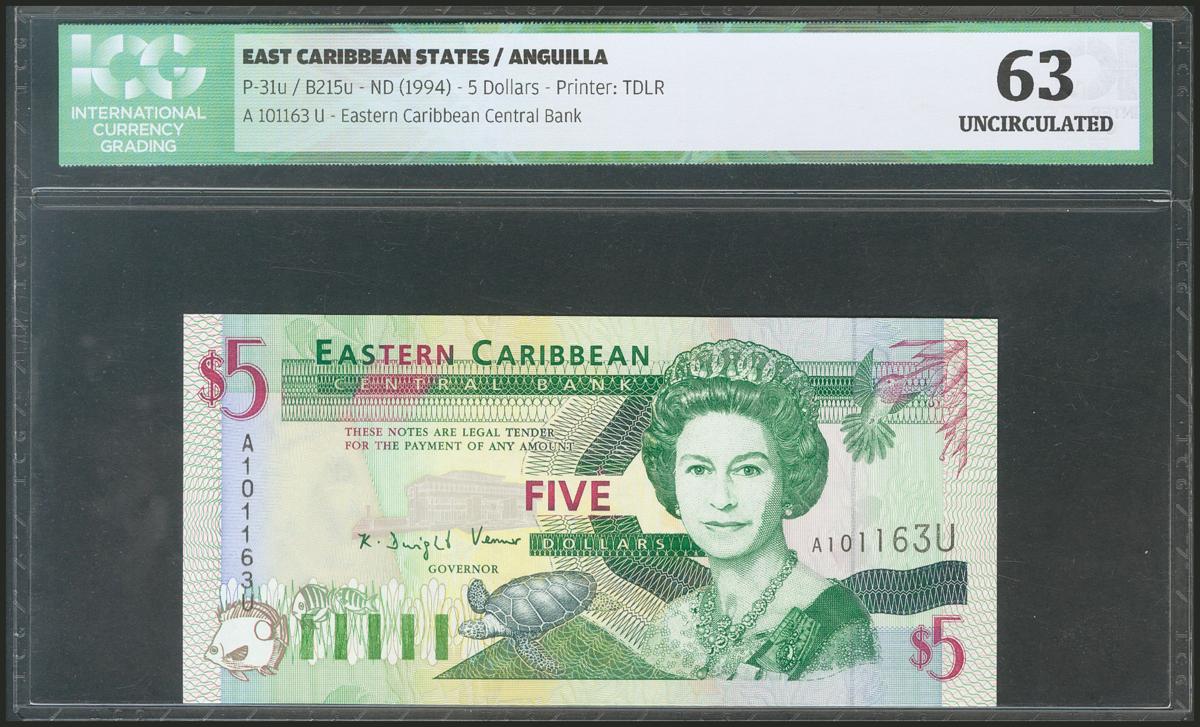 ICG
INTERNATIONAL
CURRENCY
GRADING
EAST CARIBBEAN STATES / ANGUILLA
P-31u / B215u - ND (1994) - 5 Dollars - Printer: TDLR
A 101163 U - Eastern Caribbean Central Bank
63
UNCIRCULATED
$5
EASTERN CARIBBEAN
CENTRAL BANK
THESE NOTES ARE LEGAL TENDER
FOR THE PAYMENT OF ANY AMOUNT
FIVE
DOLLARS
K. Dwight Venner
GOVERNOR
A101163U
A101163U
$5